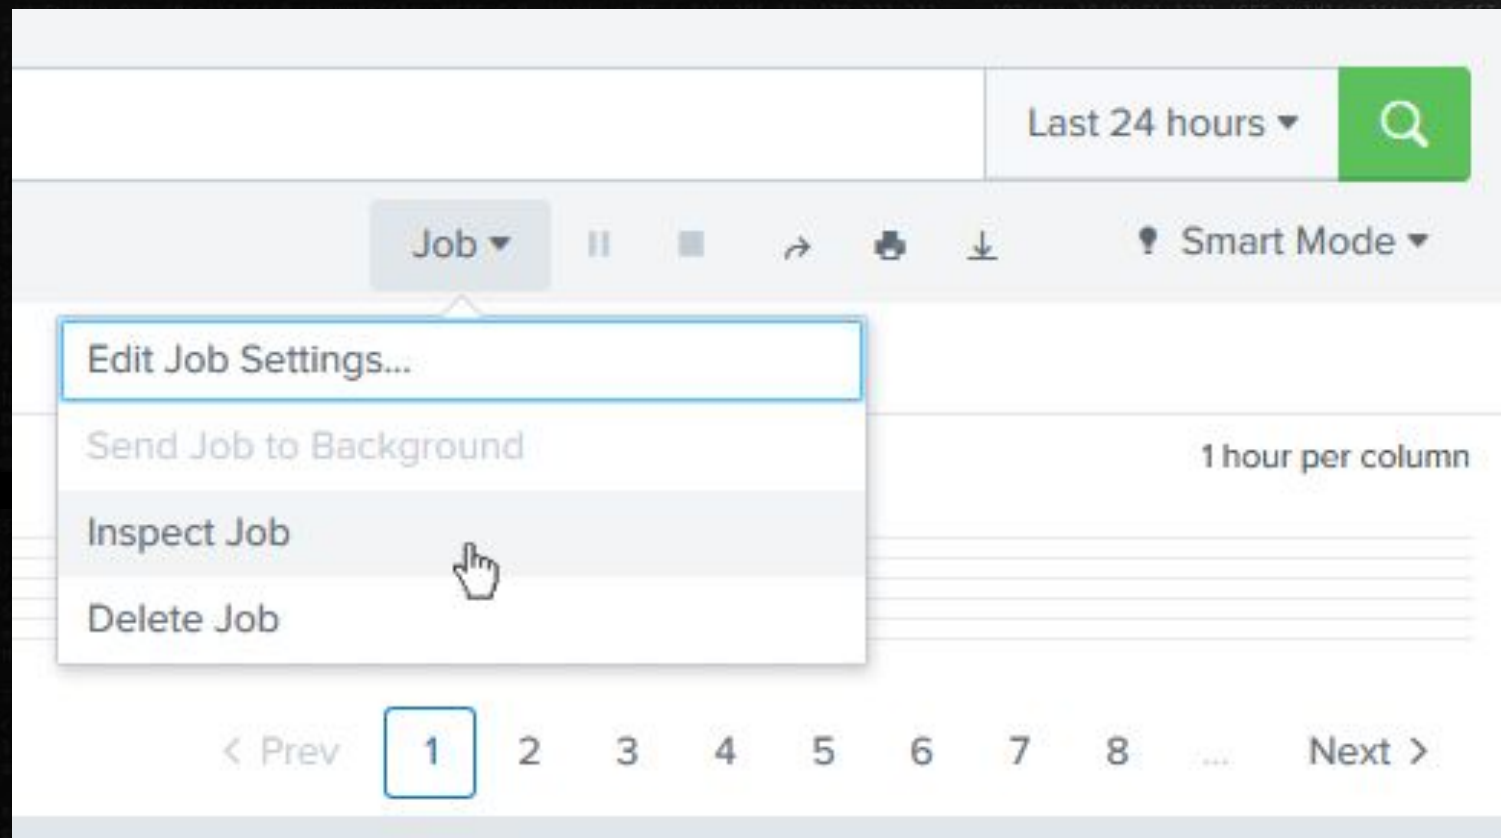 Last 24 hours
Job
Smart Mode
Edit Job Settings...
Send Job to Background
1 hour per column
Inspect Job
Delete Job
< Prev 1 2 3 4 5 6 7 8 ... Next >